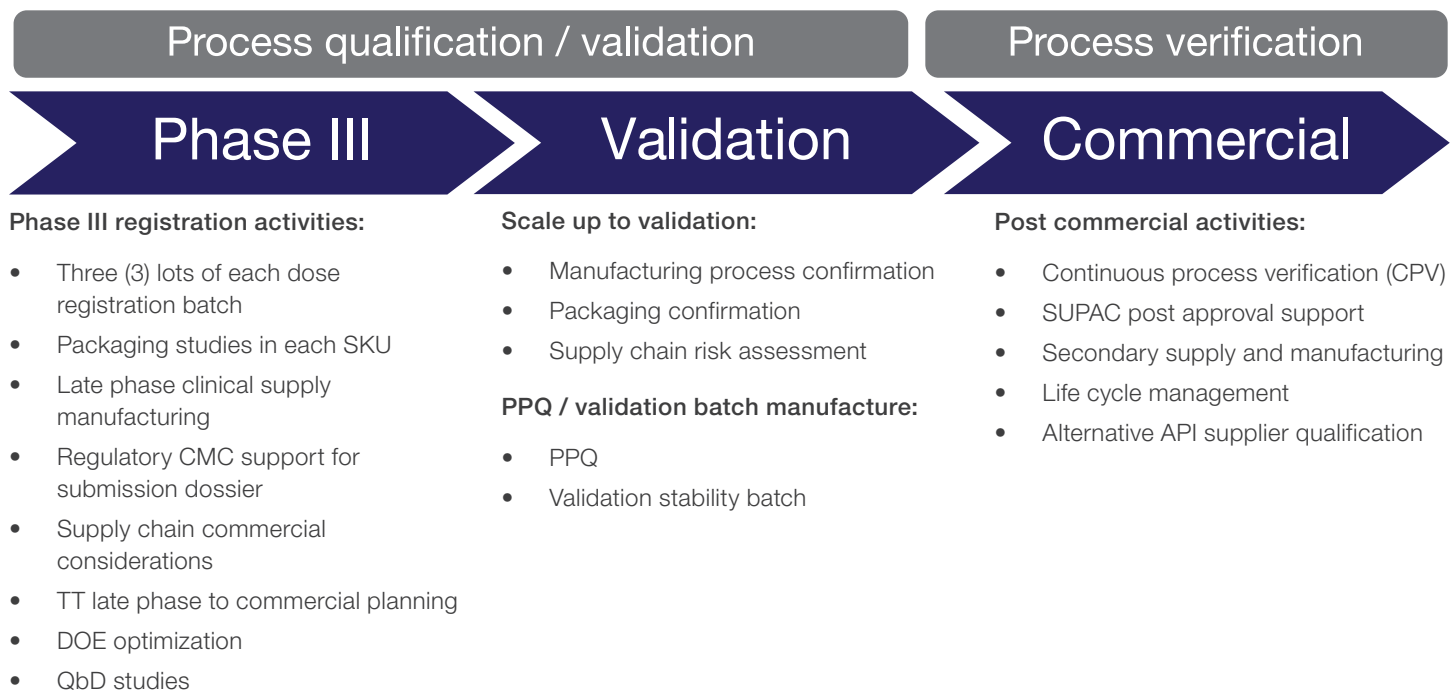 Process qualification / validation
Process verification
Phase III
Validation
Commercial
Phase III registration activities:
• Three (3) lots of each dose
registration batch
• Packaging studies in each SKU
• Late phase clinical supply
manufacturing
• Regulatory CMC support for
submission dossier
• Supply chain commercial
considerations
• TT late phase to commercial planning
• DOE optimization
• QbD studies
Scale up to validation:
• Manufacturing process confirmation
• Packaging confirmation
• Supply chain risk assessment
PPQ / validation batch manufacture:
• PPQ
• Validation stability batch
Post commercial activities:
• Continuous process verification (CPV)
• SUPAC post approval support
• Secondary supply and manufacturing
• Life cycle management
• Alternative API supplier qualification